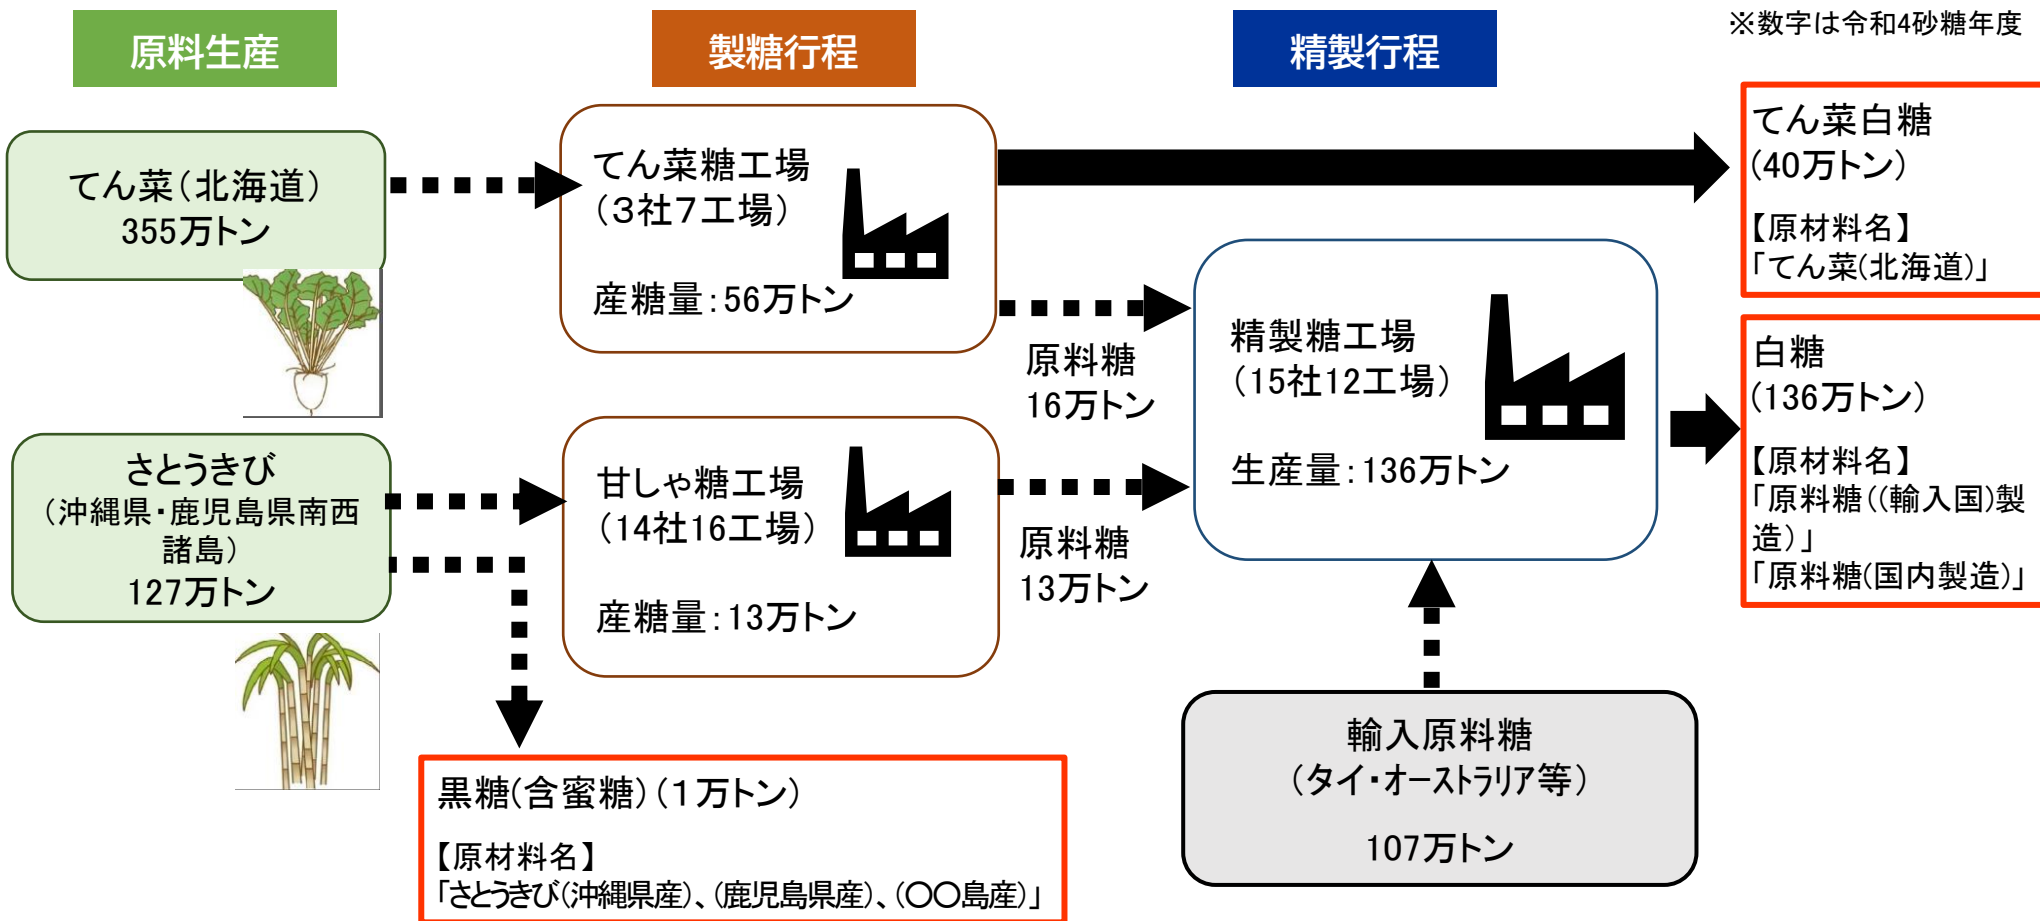 ※数字は令和4砂糖年度
原料生産
製糖行程
精製行程
てん菜(北海道)
355万トン
てん菜糖工場
(3社7工場)
産糖量:56万トン
てん菜白糖
(40万トン)
【原材料名】
「てん菜(北海道)」
原料糖
16万トン
精製糖工場
(15社12工場)
生産量:136万トン
白糖
(136万トン)
【原材料名】
「原料糖((輸入国)製
造)」
「原料糖(国内製造)」
さとうきび
(沖縄県・鹿児島県南西
諸島)
127万トン
甘しゃ糖工場
(14社16工場)
産糖量:13万トン
原料糖
13万トン
黒糖(含蜜糖)(1万トン)
【原材料名】
「さとうきび(沖縄県産)、(鹿児島県産)、(〇〇島産)」
輸入原料糖
(タイ・オーストラリア等)
107万トン